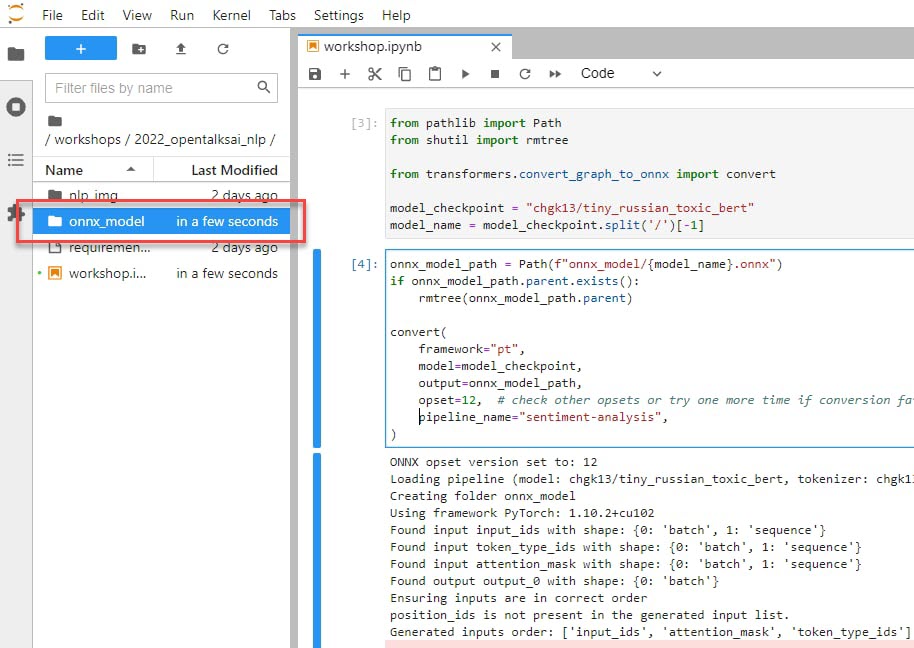 File Edit View Run Kernel Tabs Settings Help
+
Filter files by name
/ workshops / 2022_opentalksai_nlp /
Name Last Modified
nlp_img 2 days ago
onnx_model in a few seconds
requiremen... 2 days ago
workshop.i... in a few seconds
workshop.ipynb
Code
[3]:
from pathlib import Path
from shutil import rmtree
from transformers.convert_graph_to_onnx import convert
model_checkpoint = "chgk13/tiny_russian_toxic_bert"
model_name = model_checkpoint.split('/')[-1]
[4]:
onnx_model_path = Path(f"onnx_model/{model_name}.onnx")
if onnx_model_path.parent.exists():
    rmtree(onnx_model_path.parent)
convert(
    framework="pt",
    model=model_checkpoint,
    output=onnx_model_path,
    opset=12,  # check other opsets or try one more time if conversion
    pipeline_name="sentiment-analysis",
)
ONNX opset version set to: 12
Loading pipeline (model: chgk13/tiny_russian_toxic_bert, tokenizer:
Creating folder onnx_model
Using framework PyTorch: 1.10.2+cu102
Found input input_ids with shape: {0: 'batch', 1: 'sequence'}
Found input token_type_ids with shape: {0: 'batch', 1: 'sequence'}
Found input attention_mask with shape: {0: 'batch', 1: 'sequence'}
Found output output_0 with shape: {0: 'batch'}
Ensuring inputs are in correct order
position_ids is not present in the generated input list.
Generated inputs order: ['input_ids', 'attention_mask', 'token_type_ids']